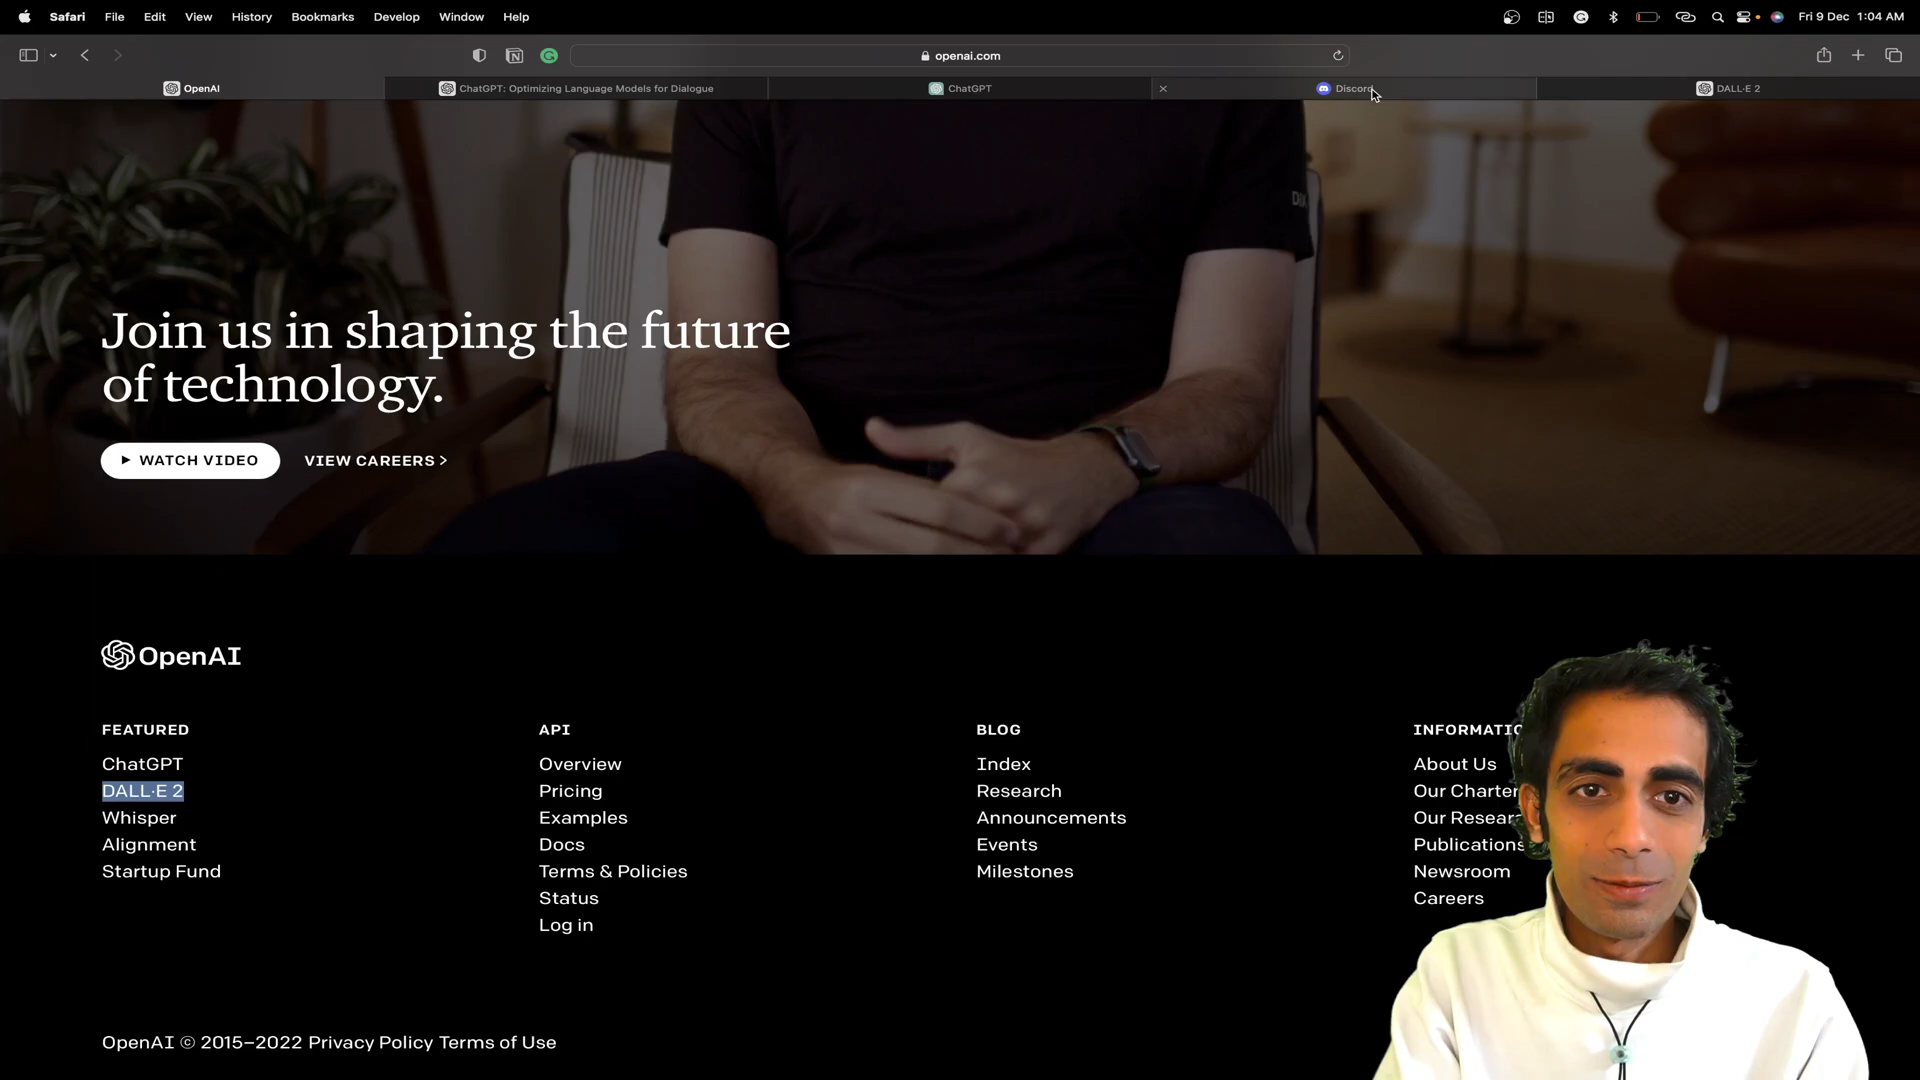 Safari File Edit View History Bookmarks Develop Window Help Fri 9 Dec 1:04 AM
openai.com
OpenAI ChatGPT: Optimizing Language Models for Dialogue ChatGPT Discord DALL·E 2
Join us in shaping the future
of technology.
WATCH VIDEO VIEW CAREERS >
OpenAI
FEATURED
ChatGPT
DALL·E 2
Whisper
Alignment
Startup Fund
API
Overview
Pricing
Examples
Docs
Terms & Policies
Status
Log in
BLOG
Index
Research
Announcements
Events
Milestones
INFORMATIO
About Us
Our Charter
Our Resear
Publications
Newsroom
Careers
OpenAI © 2015–2022 Privacy Policy Terms of Use